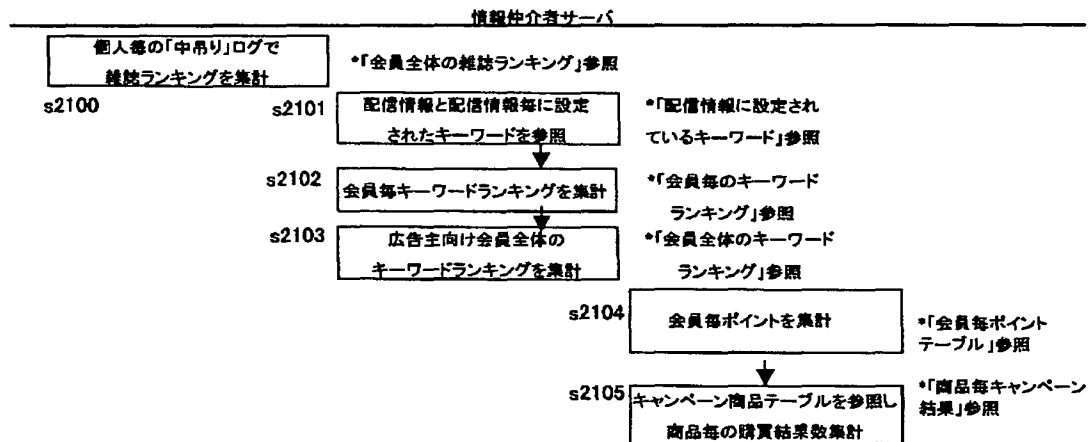 情報仲介者サーバ
個人毎の「中吊り」ログで
雑誌ランキングを集計
*「会員全体の雑誌ランキング」参照
s2100
s2101
配信情報と配信情報毎に設定
されたキーワードを参照
*「配信情報に設定され
ているキーワード」参照
s2102
会員毎キーワードランキングを集計
*「会員毎のキーワード
ランキング」参照
s2103
広告主向け会員全体の
キーワードランキングを集計
*「会員全体のキーワード
ランキング」参照
s2104
会員毎ポイントを集計
*「会員毎ポイント
テーブル」参照
s2105
キャンペーン商品テーブルを参照し
商品毎の購買結果数集計
*「商品毎キャンペーン
結果」参照